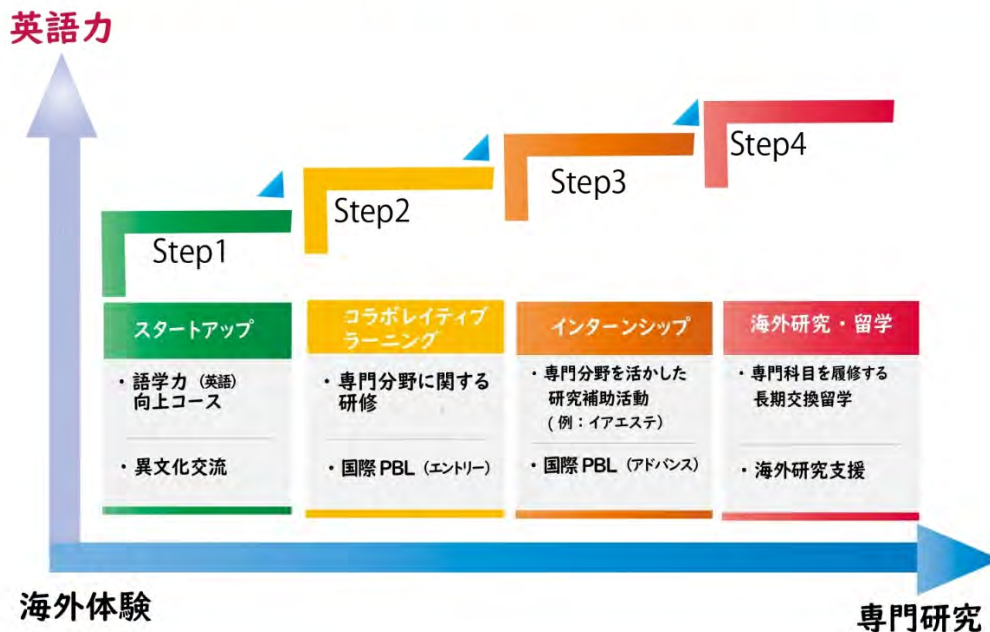 英語力
Step1
Step2
Step3
Step4
スタートアップ
・語学力（英語）
向上コース
・異文化交流
コラボレイティブ
ラーニング
・専門分野に関する
研修
・国際PBL（エントリー）
インターンシップ
・専門分野を活かした
研究補助活動
(例：イアエステ)
・国際PBL（アドバンス）
海外研究・留学
・専門科目を履修する
長期交換留学
・海外研究支援
海外体験
専門研究